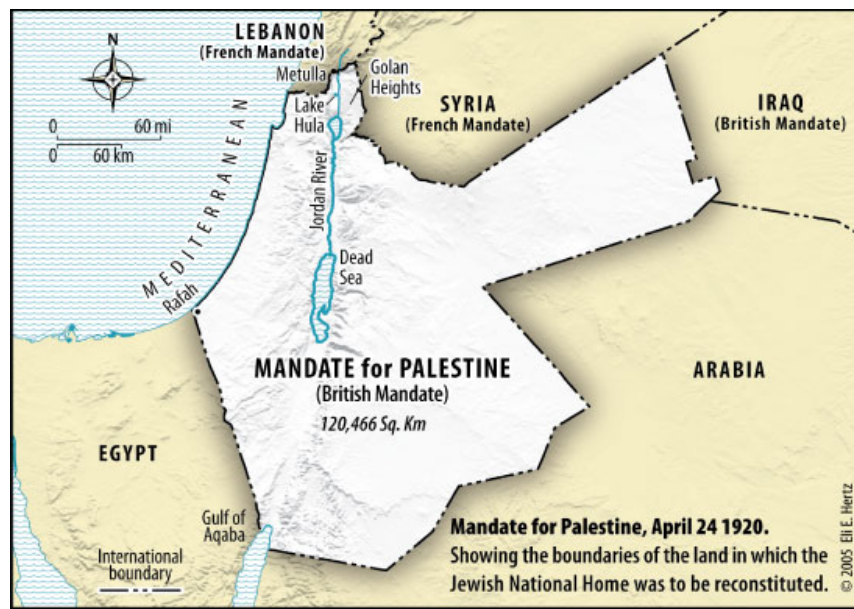 LEBANON
(French Mandate)
N
Metulla
Golan
Heights
Lake
Hula
SYRIA
(French Mandate)
IRAQ
(British Mandate)
0 60 mi
0 60 km
MEDITERRANEAN
Jordan River
Dead
Sea
Rafah
MANDATE for PALESTINE
(British Mandate)
120,466 Sq. Km
ARABIA
EGYPT
Gulf of
Aqaba
International
boundary
Mandate for Palestine, April 24 1920.
Showing the boundaries of the land in which the
Jewish National Home was to be reconstituted.
© 2005 Eli E. Hertz